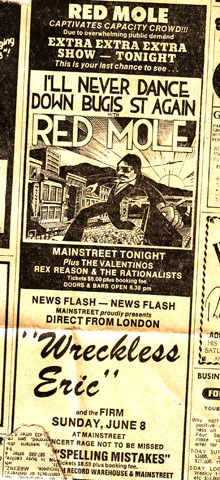 RED MOLE
CAPTIVATES CAPACITY CROWD!!!
Due to overwhelming public demand
EXTRA EXTRA EXTRA
SHOW — TONIGHT
This is your last chance to see . . .
I'LL NEVER DANCE
DOWN BUGIS ST AGAIN
WITH
RED MOLE
MAINSTREET TONIGHT
Plus THE VALENTINOS
REX REASON & THE RATIONALISTS
Tickets $6.00 plus booking fee.
DOORS & BARS OPEN 6.30 pm
NEWS FLASH — NEWS FLASH
MAINSTREET proudly presents
DIRECT FROM LONDON
"Wreckless
Eric"
and the FIRM
SUNDAY, JUNE 8
AT MAINSTREET
CERT RAGE NOT TO BE MISSED
"SPELLING MISTAKES"
Tickets $8.50 plus booking fee.
RECORD WAREHOUSE & MAINSTREET